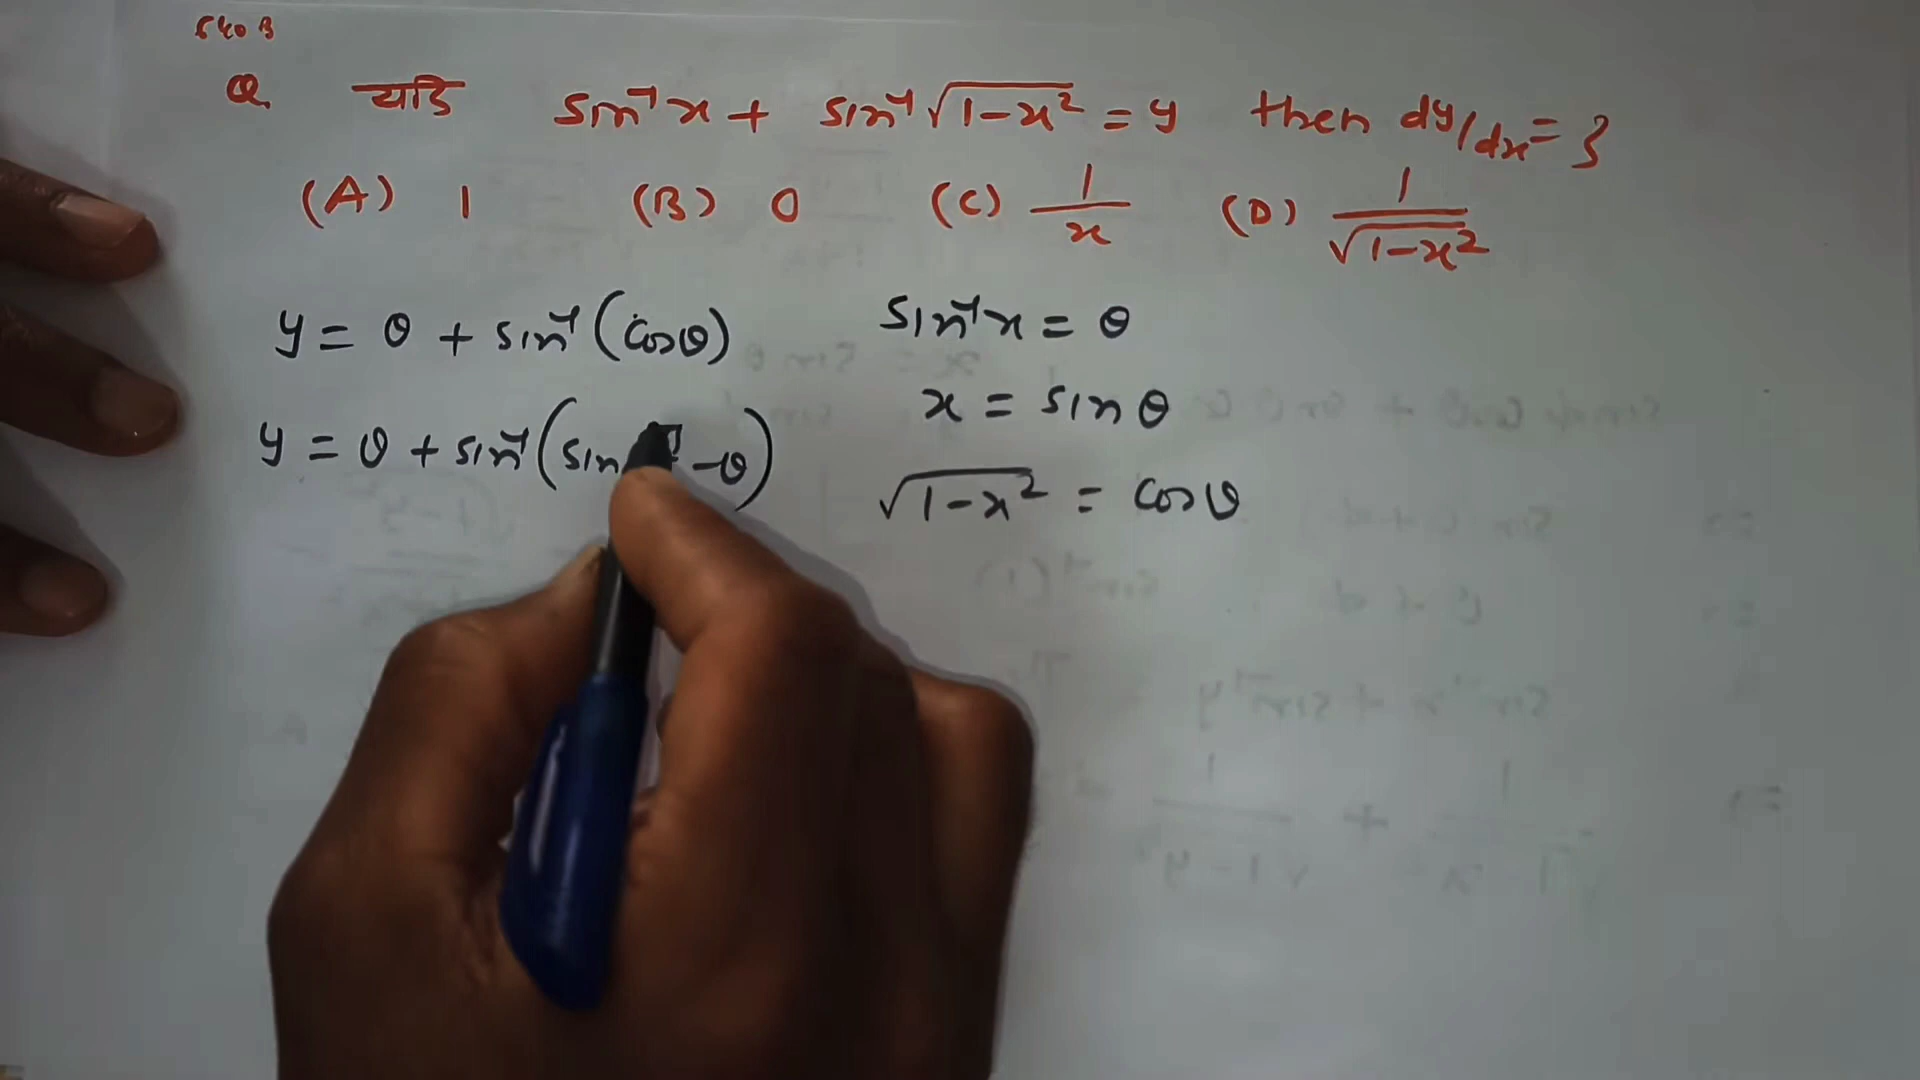 Q. यदि sin⁻¹x + sin⁻¹√1-x² = y then dy/dx = }
(A) 1 (B) 0 (C) 1/x (D) 1/√1-x²
y = θ + sin⁻¹(cosθ)
y = θ + sin⁻¹(sin -θ)
sin⁻¹x = θ
x = sinθ
√1-x² = cosθ